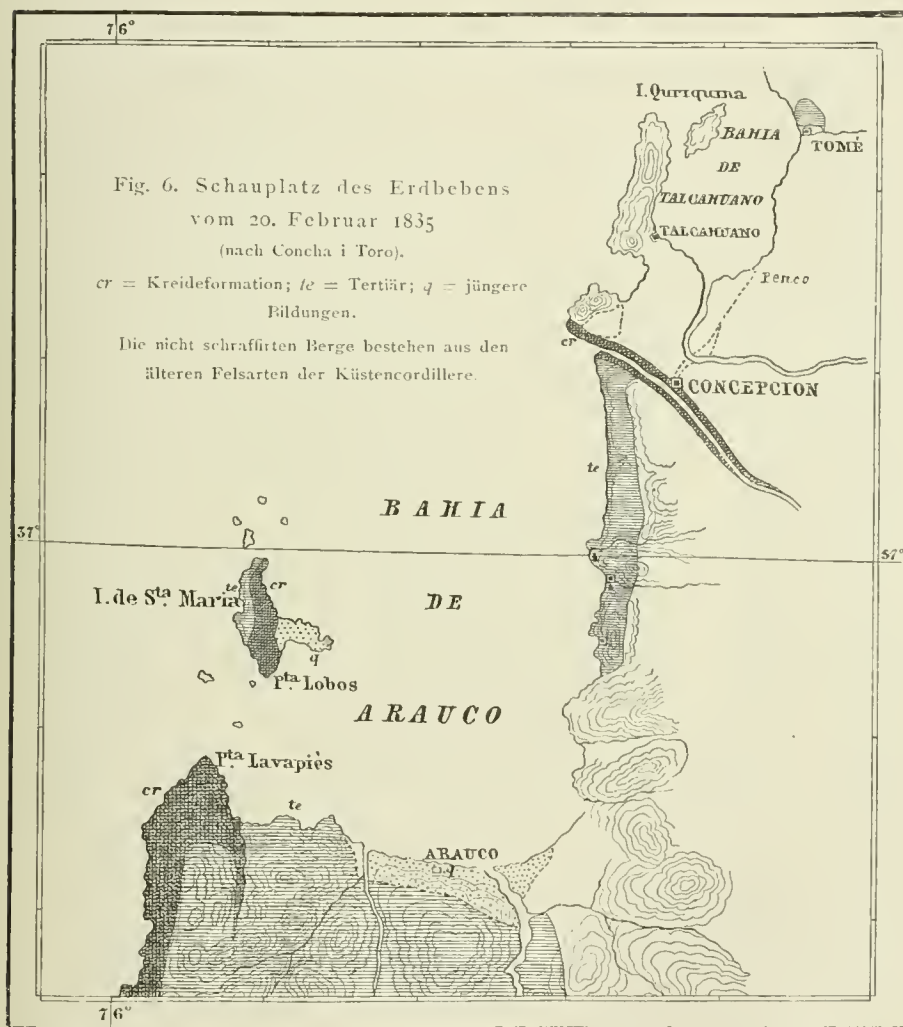 76°
I. Quriquina
BAHIA
TOMÉ
DE
TALCAHUANO
TALCAHUANO
Penco
Fig. 6. Schauplatz des Erdbebens
vom 20. Februar 1835
(nach Concha i Toro).
cr = Kreideformation; te = Tertiär; q = jüngere
Bildungen.
Die nicht schraffirten Berge bestehen aus den
älteren Felsarten der Küstencordillere.
cr
CONCEPCION
te
BAHIA
37°
37°
te
cr
I. de Sta. Maria
DE
q
Pta. Lobos
ARAUCO
Pta Lavapiès
cr
te
ARAUCO
q
76°